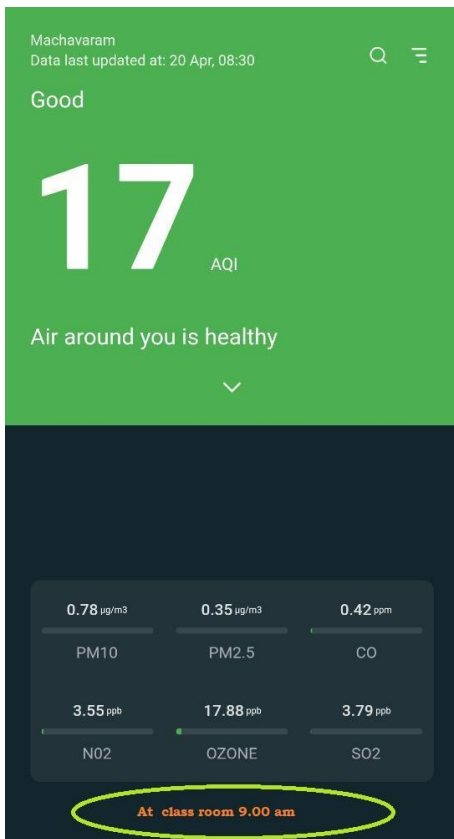 Machavaram
Data last updated at: 20 Apr, 08:30
Good
17
AQI
Air around you is healthy
0.78 µg/m3 0.35 µg/m3 0.42 ppm
PM10 PM2.5 CO
3.55 ppb 17.88 ppb 3.79 ppb
N02 OZONE SO2
At class room 9.00 am